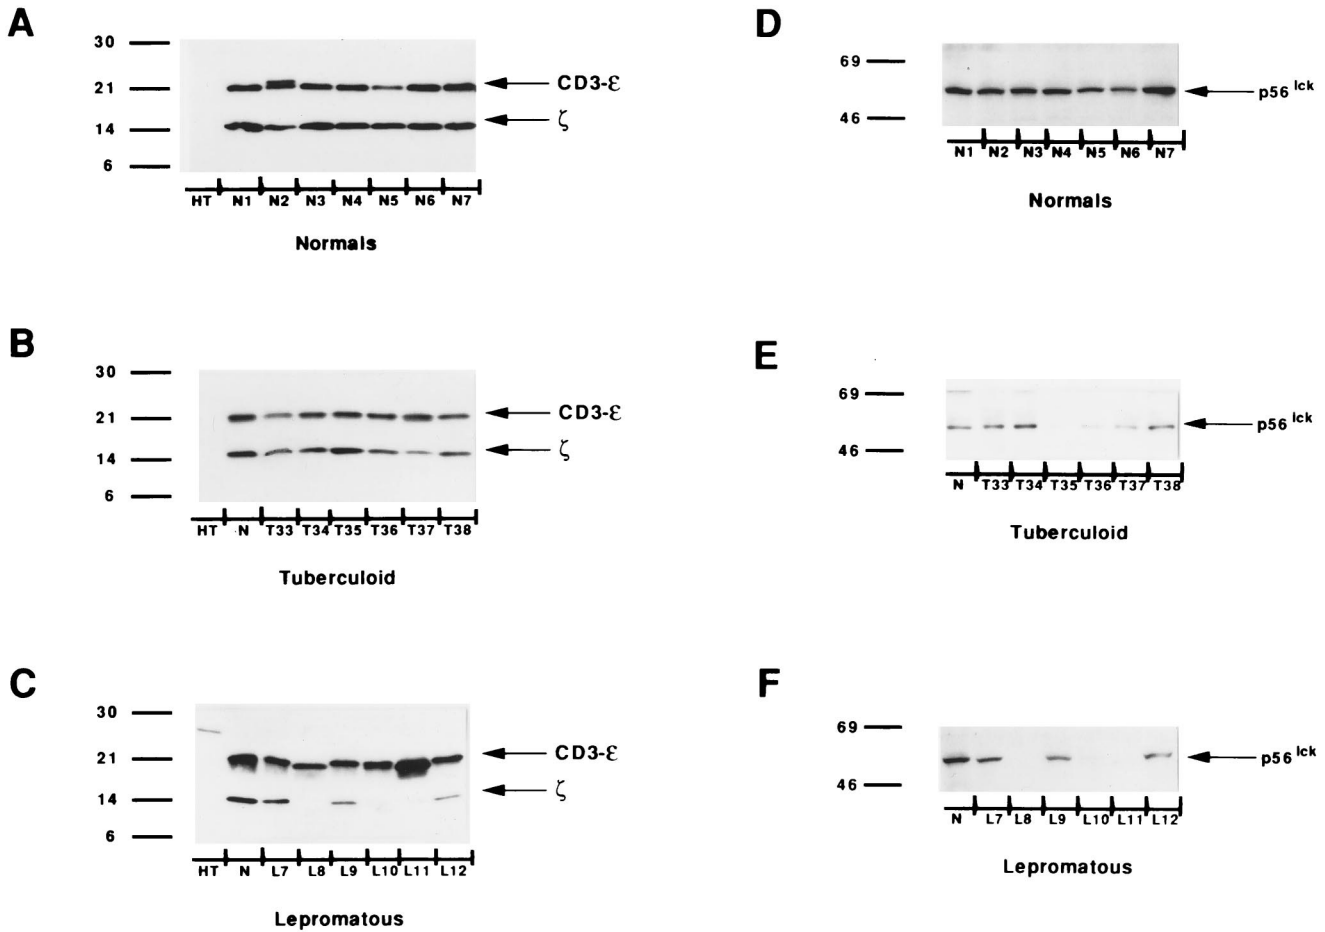 A
30
21
14
6
CD3-ε
ζ
HT N1 N2 N3 N4 N5 N6 N7
Normals
B
30
21
14
6
CD3-ε
ζ
HT N T33 T34 T35 T36 T37 T38
Tuberculoid
C
30
21
14
6
CD3-ε
ζ
HT N L7 L8 L9 L10 L11 L12
Lepromatous
D
69
46
p56 lck
N1 N2 N3 N4 N5 N6 N7
Normals
E
69
46
p56 lck
N T33 T34 T35 T36 T37 T38
Tuberculoid
F
69
46
p56 lck
N L7 L8 L9 L10 L11 L12
Lepromatous